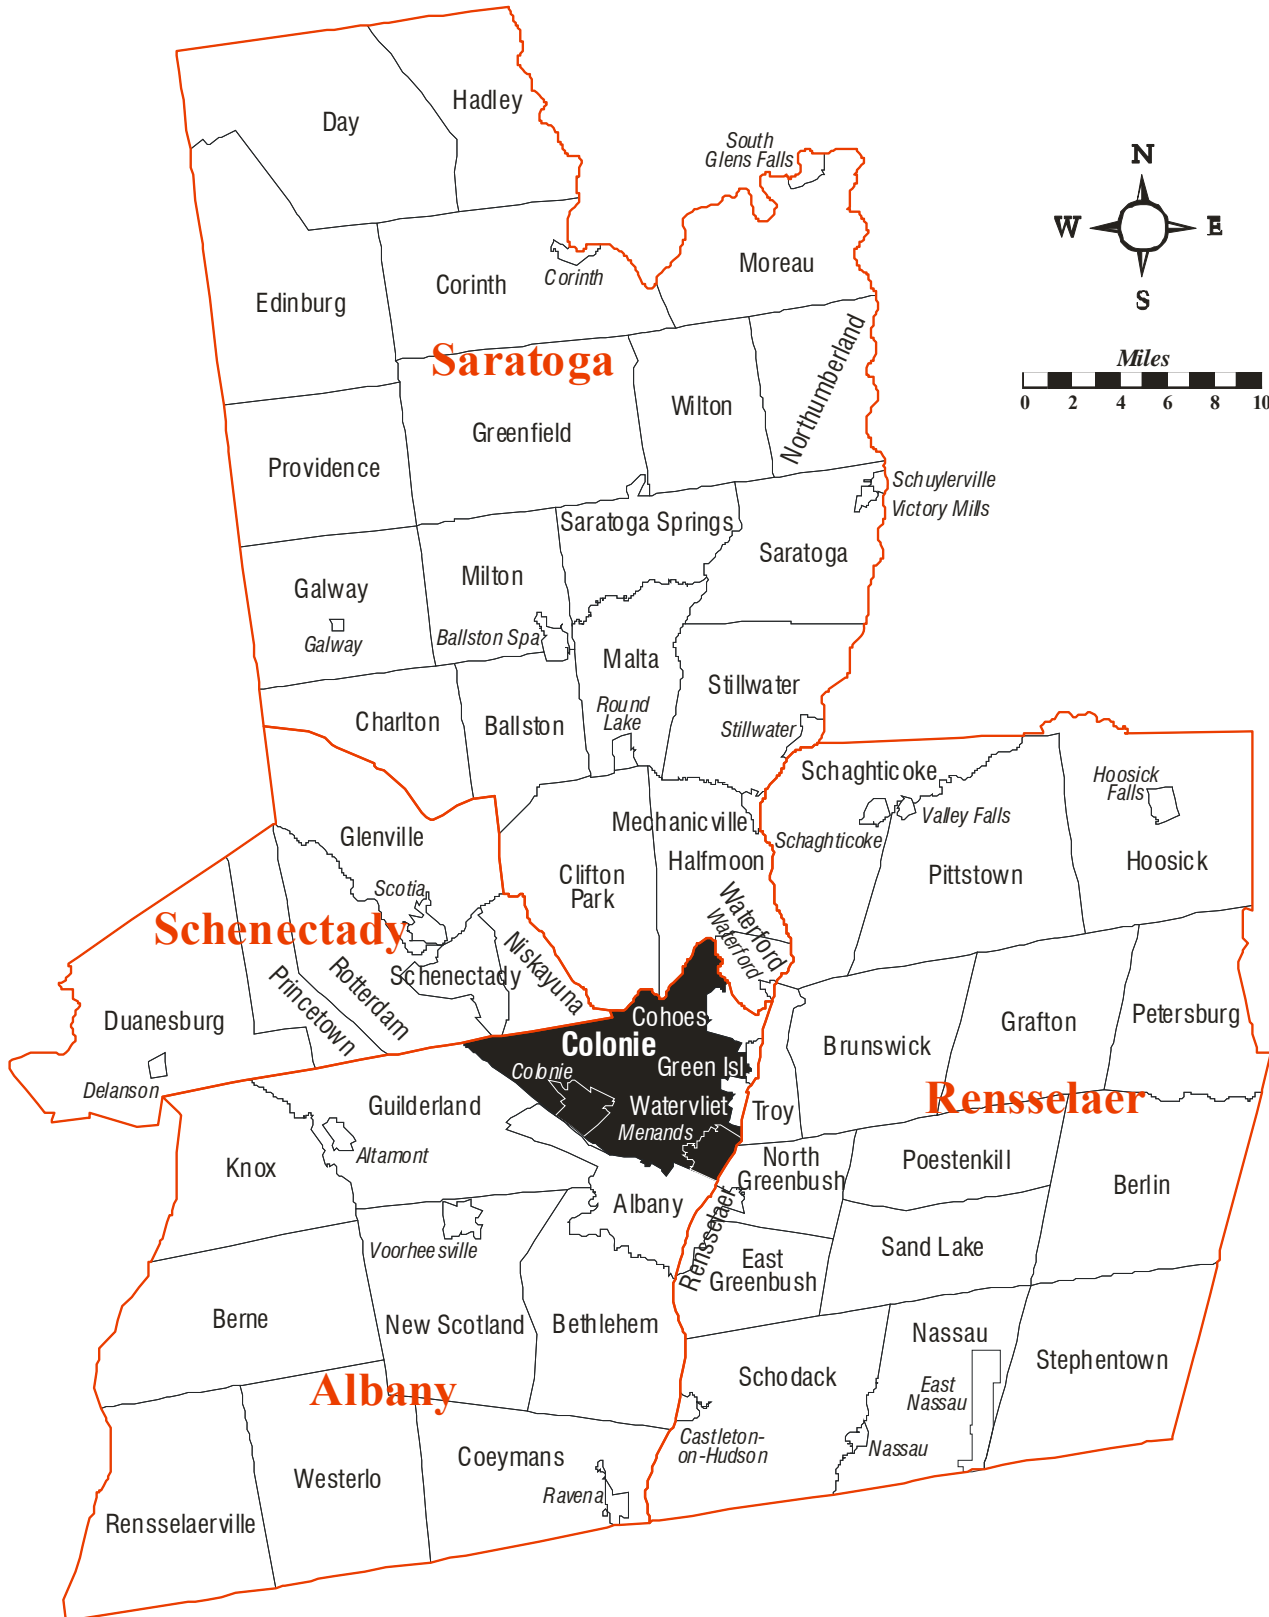 Day
Hadley
South
Glens Falls
N
W
E
S
Moreau
Corinth
Corinth
Edinburg
Northumberland
Saratoga
Miles
0 2 4 6 8 10
Wilton
Greenfield
Providence
Schuylerville
Victory Mills
Saratoga Springs
Saratoga
Milton
Galway
Galway
Ballston Spa
Malta
Stillwater
Round
Lake
Charlton
Ballston
Stillwater
Schaghticoke
Hoosick
Falls
Valley Falls
Mechanicville
Glenville
Schaghticoke
Halfmoon
Hoosick
Clifton
Park
Pittstown
Scotia
Waterford
Waterford
Schenectady
Niskayuna
Schenectady
Rotterdam
Princetown
Duanesburg
Cohoes
Colonie
Grafton
Petersburg
Brunswick
Green Isl
Colonie
Delanson
Rensselaer
Guilderland
Watervliet
Troy
Menands
Altamont
Knox
North
Greenbush
Poestenkill
Berlin
Albany
Rensselaer
Voorheesville
Sand Lake
East
Greenbush
Berne
New Scotland
Bethlehem
Nassau
Stephentown
Schodack
Albany
East
Nassau
Castleton-
on-Hudson
Nassau
Coeymans
Westerlo
Ravena
Rensselaerville